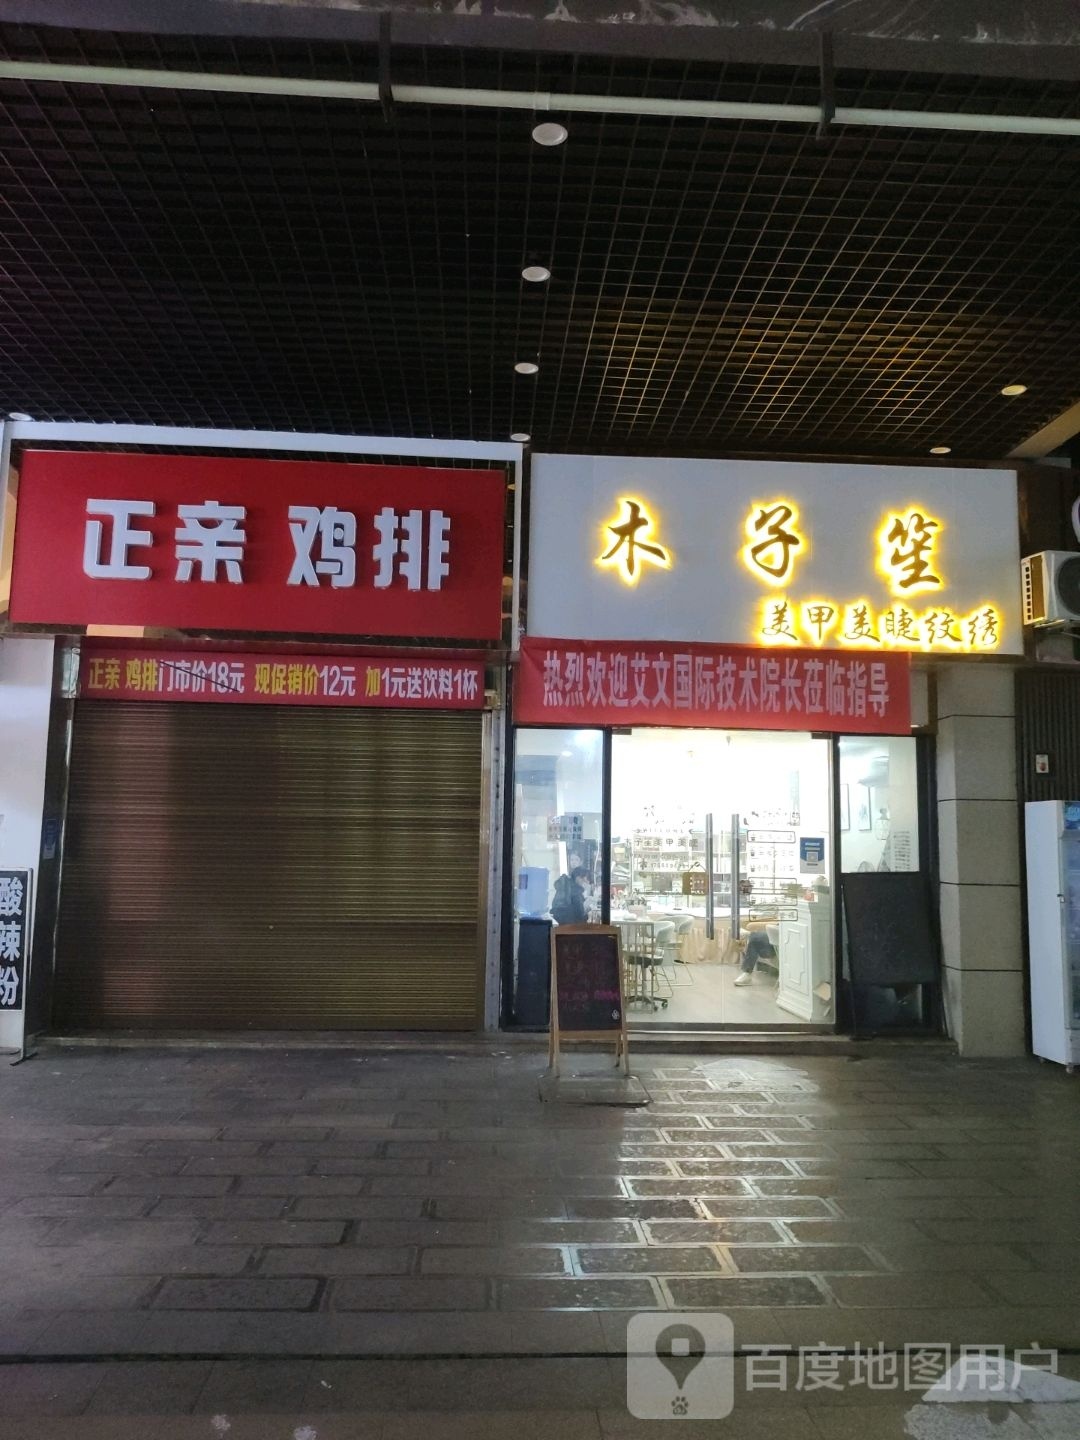 正亲 鸡排
木子笙
美甲美睫纹绣
正亲 鸡排门市价18元 现促销价12元 加1元送饮料1杯
热烈欢迎艾文国际技术院长莅临指导
酸辣粉
百度地图用户